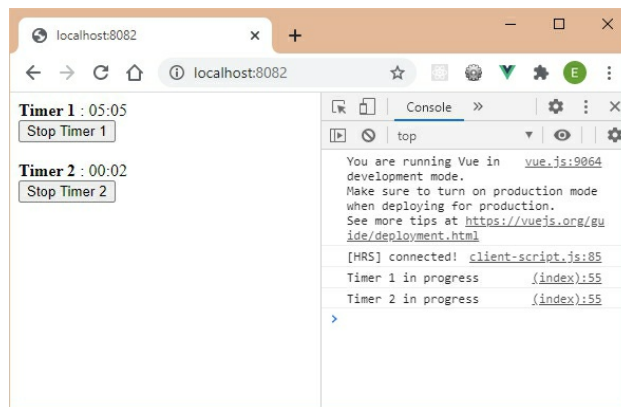 localhost:8082
localhost:8082
E
Timer 1 : 05:05
Stop Timer 1
Timer 2 : 00:02
Stop Timer 2
Console
top
You are running Vue in vue.js:9064
development mode.
Make sure to turn on production mode
when deploying for production.
See more tips at https://vuejs.org/gu
ide/deployment.html
[HRS] connected! client-script.js:85
Timer 1 in progress (index):55
Timer 2 in progress (index):55